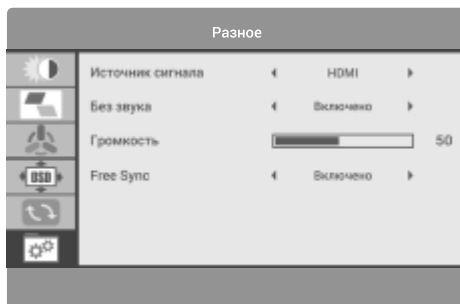 Разное
Источник сигнала HDMI
Без звука Включено
Громкость 50
Free Sync Включено
OSD